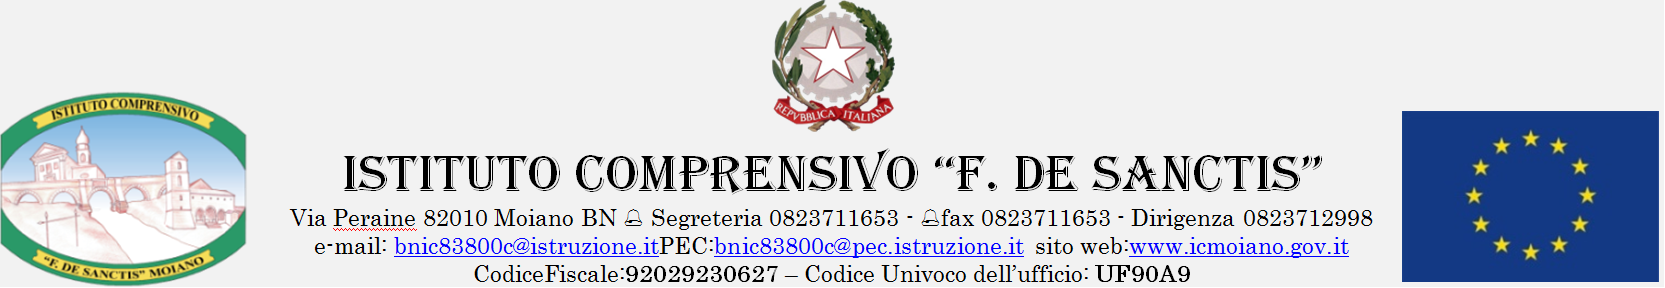 REPVBBLICA ITALIANA
ISTITUTO COMPRENSIVO
"F. DE SANCTIS" MOIANO
ISTITUTO COMPRENSIVO “F. DE SANCTIS”
Via Peraine 82010 Moiano BN 🔔 Segreteria 0823711653 - 🔔fax 0823711653 - Dirigenza 0823712998
e-mail: bnic83800c@istruzione.itPEC:bnic83800c@pec.istruzione.it sito web:www.icmoiano.gov.it
CodiceFiscale:92029230627 – Codice Univoco dell’ufficio: UF90A9